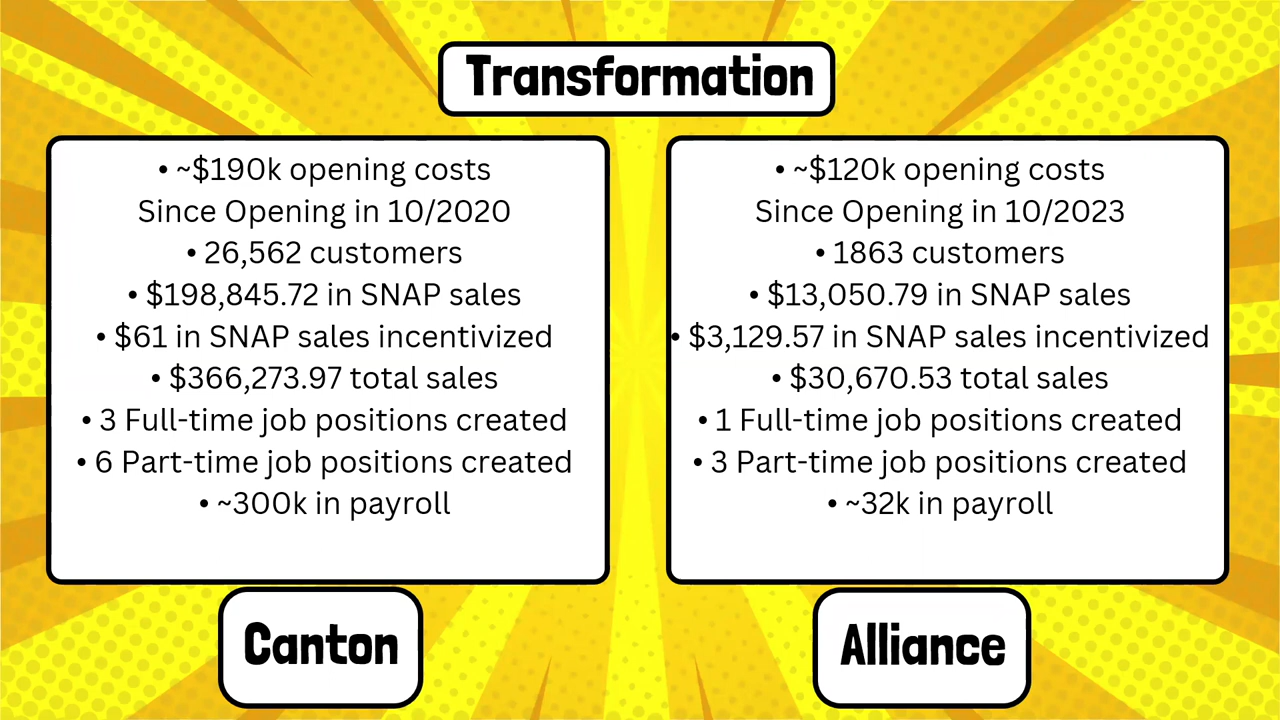 Transformation
• ~$190k opening costs
Since Opening in 10/2020
• 26,562 customers
• $198,845.72 in SNAP sales
• $61 in SNAP sales incentivized
• $366,273.97 total sales
• 3 Full-time job positions created
• 6 Part-time job positions created
• ~300k in payroll
Canton
• ~$120k opening costs
Since Opening in 10/2023
• 1863 customers
• $13,050.79 in SNAP sales
• $3,129.57 in SNAP sales incentivized
• $30,670.53 total sales
• 1 Full-time job positions created
• 3 Part-time job positions created
• ~32k in payroll
Alliance